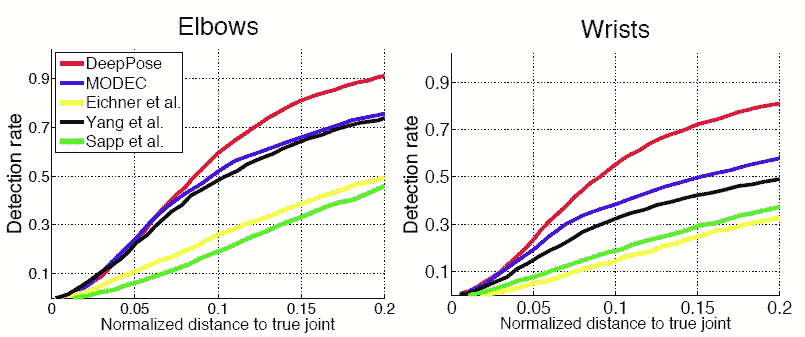 Elbows
Detection rate
0.9
0.7
0.5
0.3
0.1
DeepPose
MODEC
Eichner et al.
Yang et al.
Sapp et al.
0
0.05
0.1
0.15
0.2
Normalized distance to true joint
Wrists
Detection rate
0.9
0.7
0.5
0.3
0.1
0
0.05
0.1
0.15
0.2
Normalized distance to true joint